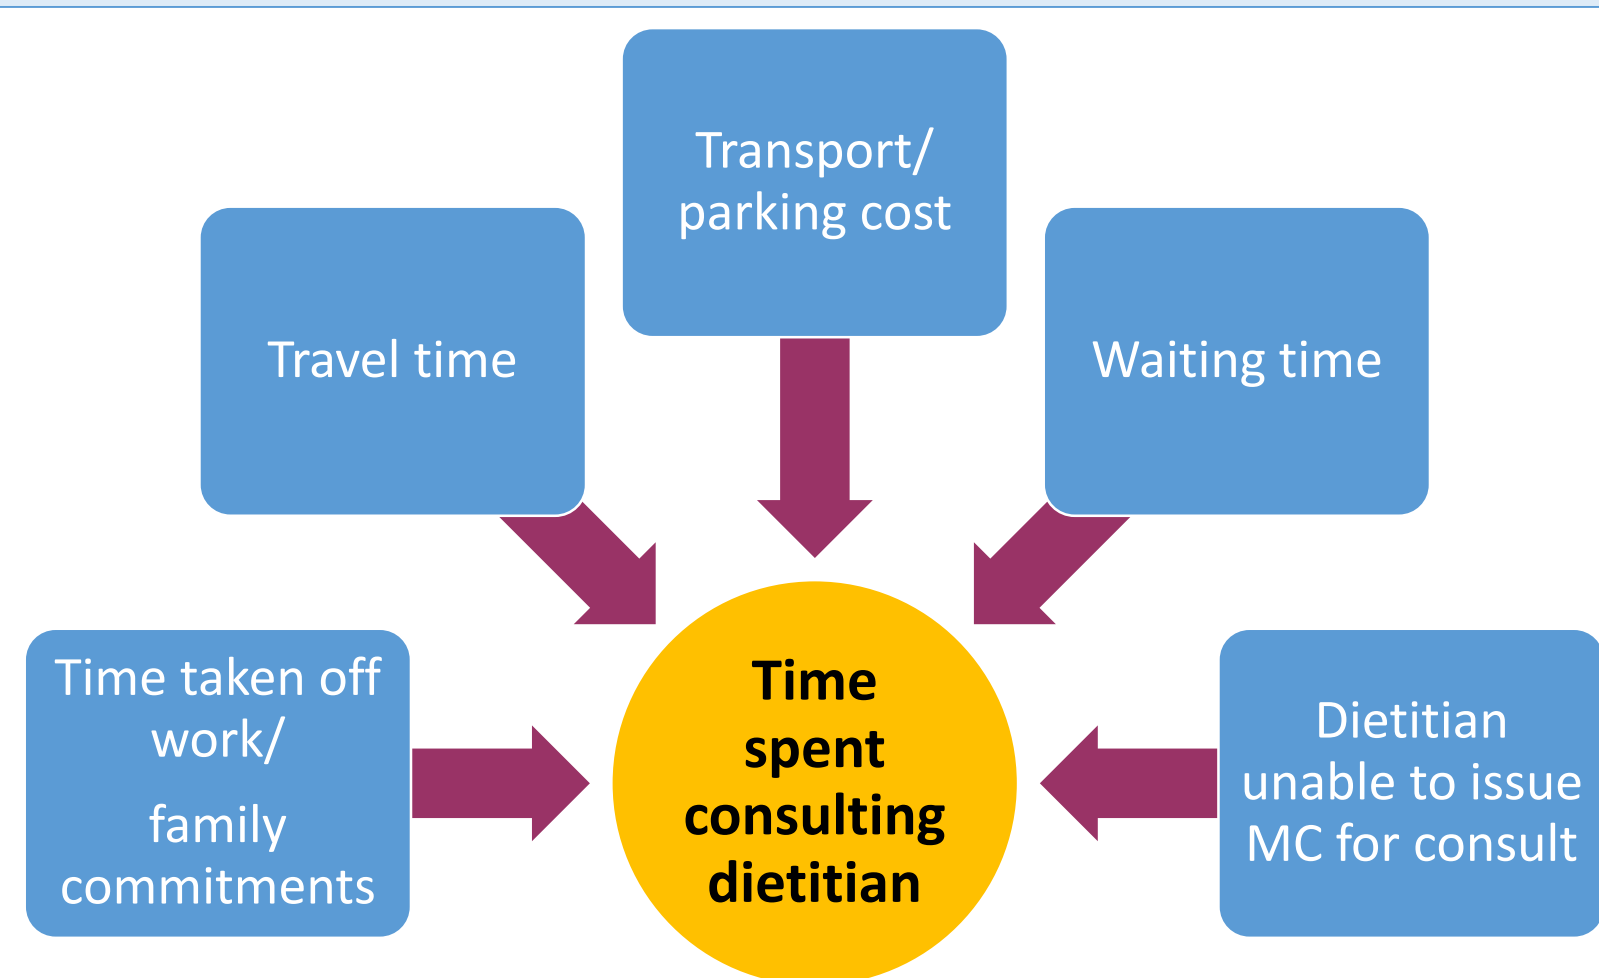 Transport/
parking cost
Travel time
Waiting time
Time taken off
work/
family
commitments
Time
spent
consulting
dietitian
Dietitian
unable to issue
MC for consult